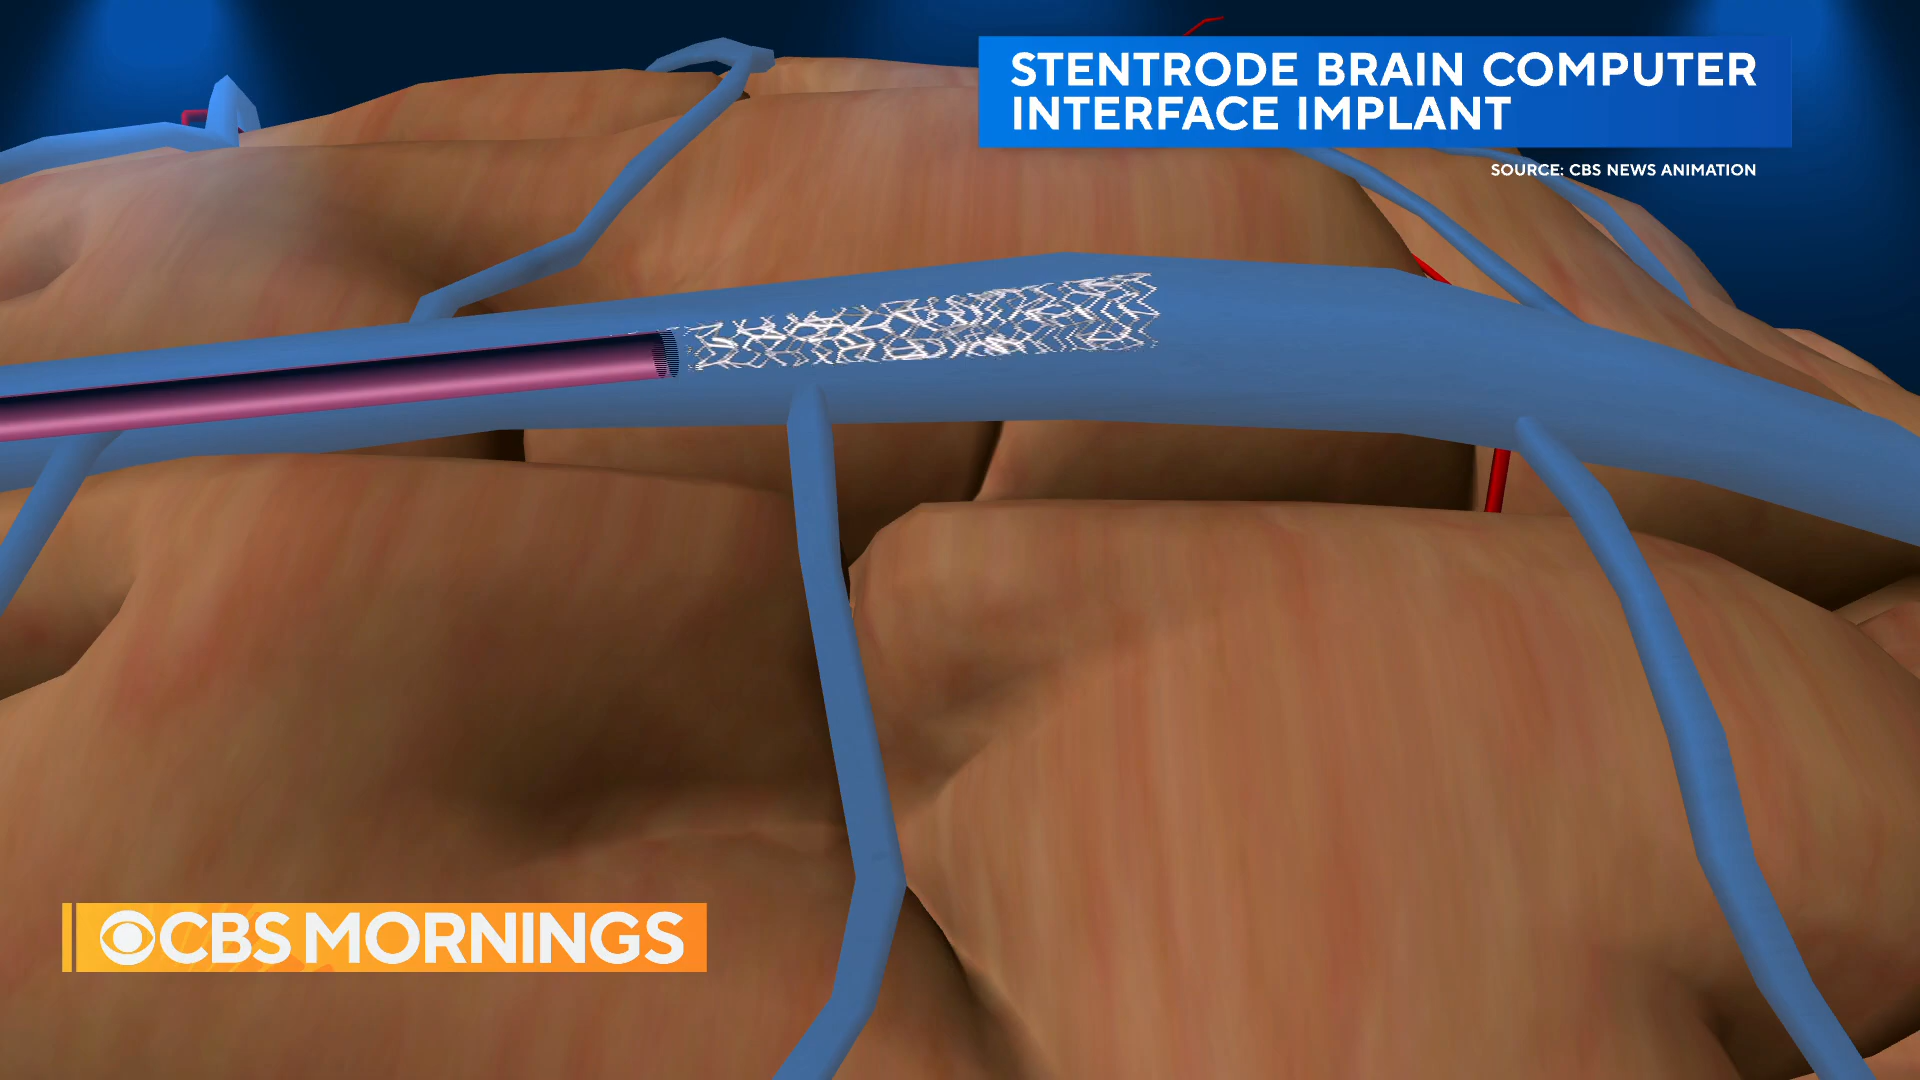 STENTRODE BRAIN COMPUTER
INTERFACE IMPLANT
SOURCE: CBS NEWS ANIMATION
CBS MORNINGS